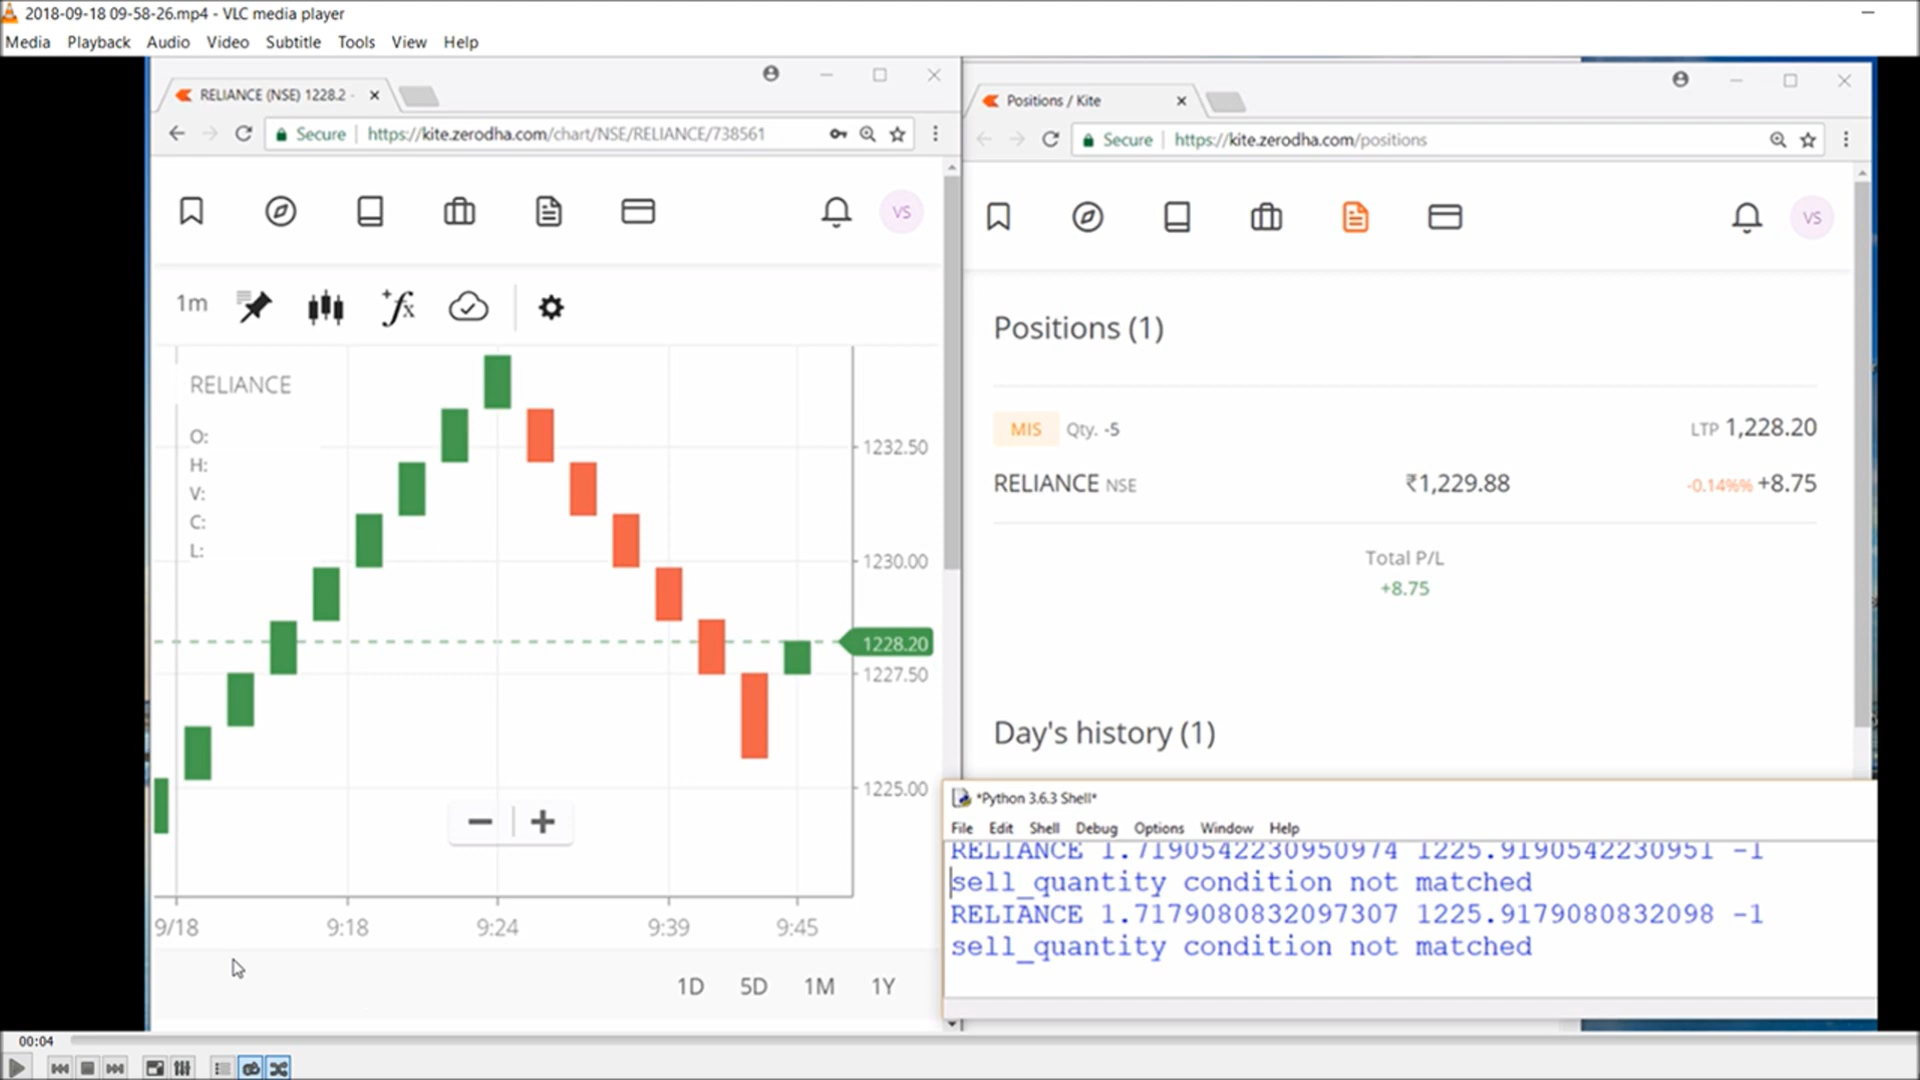 2018-09-18 09-58-26.mp4 - VLC media player
Media Playback Audio Video Subtitle Tools View Help
RELIANCE (NSE) 1228.2 -
Secure https://kite.zerodha.com/chart/NSE/RELIANCE/738561
VS
1m
RELIANCE
O:
H:
V:
C:
L:
1232.50
1230.00
1228.20
1227.50
1225.00
9/18 9:18 9:24 9:39 9:45
1D 5D 1M 1Y
Positions / Kite
Secure https://kite.zerodha.com/positions
VS
Positions (1)
MIS Qty. -5 LTP 1,228.20
RELIANCE NSE ₹1,229.88 -0.14%% +8.75
Total P/L
+8.75
Day's history (1)
*Python 3.6.3 Shell*
File Edit Shell Debug Options Window Help
RELIANCE 1.7190542230950974 1225.9190542230951 -1
sell_quantity condition not matched
RELIANCE 1.7179080832097307 1225.9179080832098 -1
sell_quantity condition not matched
00:04